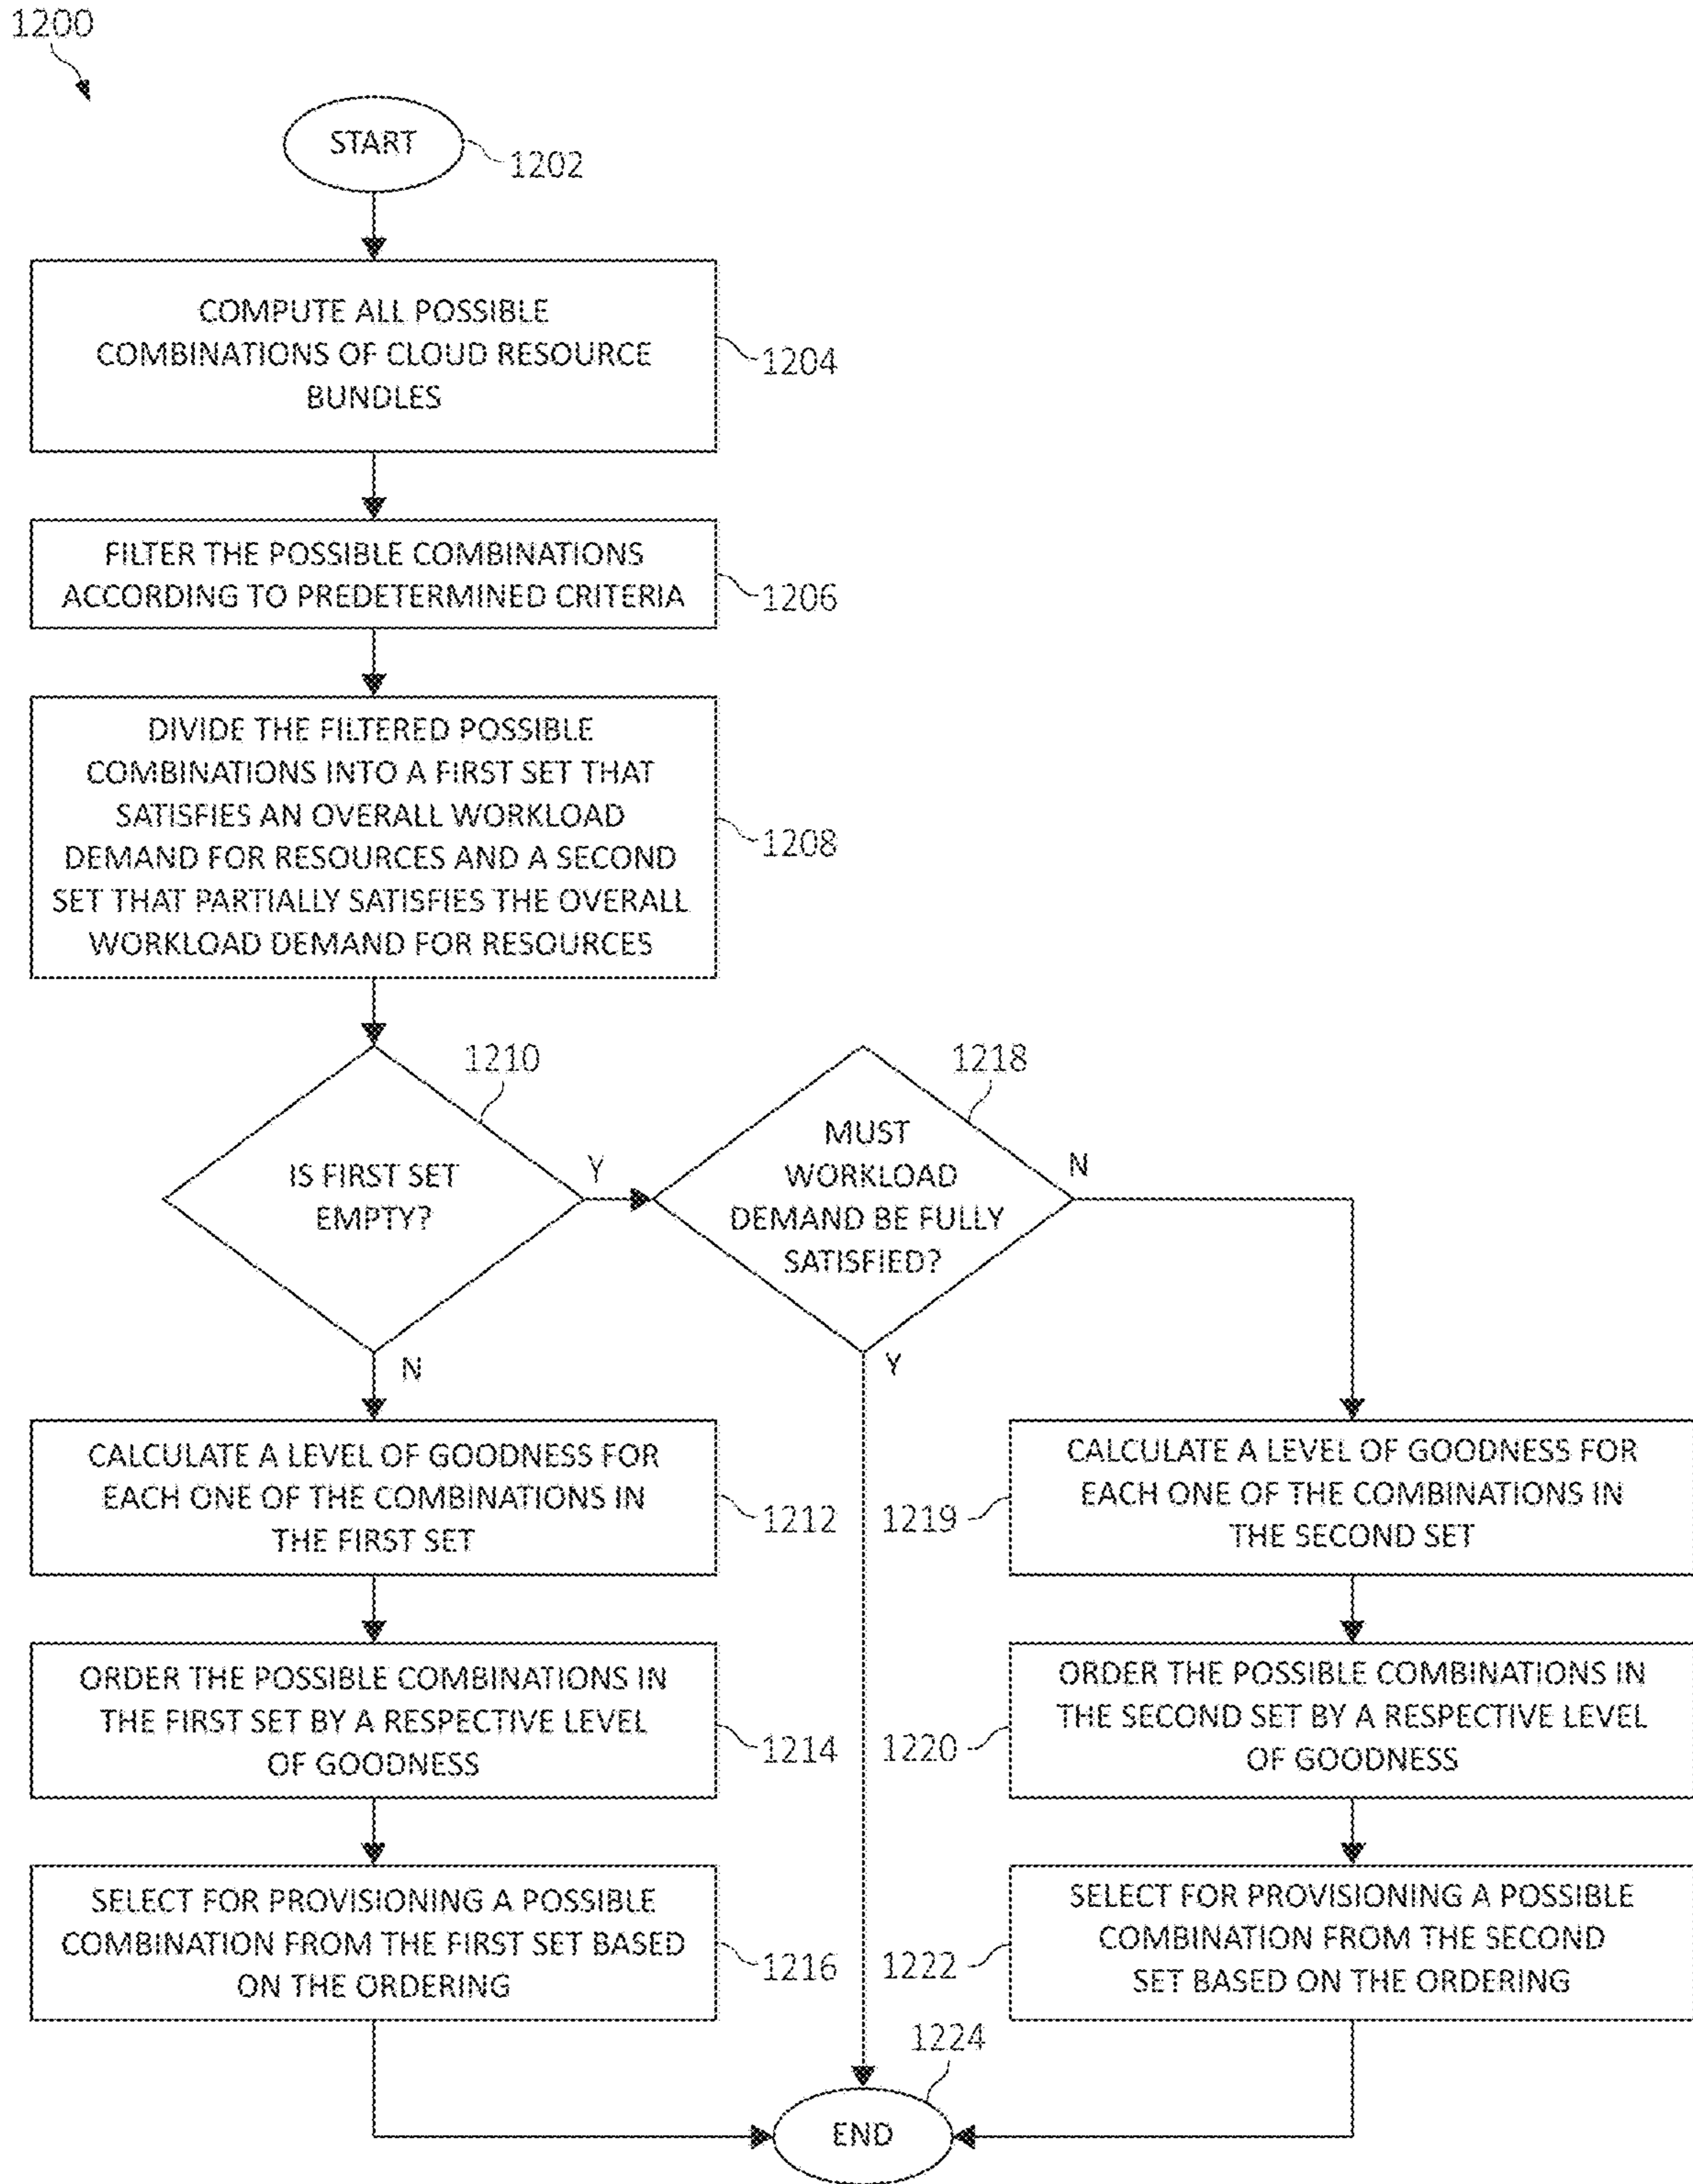 1200
START
1202
COMPUTE ALL POSSIBLE
COMBINATIONS OF CLOUD RESOURCE
BUNDLES
1204
FILTER THE POSSIBLE COMBINATIONS
ACCORDING TO PREDETERMINED CRITERIA
1206
DIVIDE THE FILTERED POSSIBLE
COMBINATIONS INTO A FIRST SET THAT
SATISFIES AN OVERALL WORKLOAD
DEMAND FOR RESOURCES AND A SECOND
SET THAT PARTIALLY SATISFIES THE OVERALL
WORKLOAD DEMAND FOR RESOURCES
1208
1210
IS FIRST SET
EMPTY?
Y
N
1218
MUST
WORKLOAD
DEMAND BE FULLY
SATISFIED?
N
Y
CALCULATE A LEVEL OF GOODNESS FOR
EACH ONE OF THE COMBINATIONS IN
THE FIRST SET
1212
1219
CALCULATE A LEVEL OF GOODNESS FOR
EACH ONE OF THE COMBINATIONS IN
THE SECOND SET
ORDER THE POSSIBLE COMBINATIONS IN
THE FIRST SET BY A RESPECTIVE LEVEL
OF GOODNESS
1214
1220
ORDER THE POSSIBLE COMBINATIONS IN
THE SECOND SET BY A RESPECTIVE LEVEL
OF GOODNESS
SELECT FOR PROVISIONING A POSSIBLE
COMBINATION FROM THE FIRST SET BASED
ON THE ORDERING
1216
1222
SELECT FOR PROVISIONING A POSSIBLE
COMBINATION FROM THE SECOND
SET BASED ON THE ORDERING
1224
END